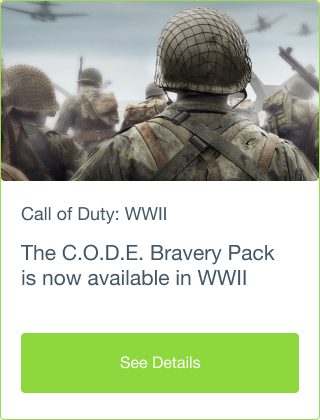 Call of Duty: WWII
The C.O.D.E. Bravery Pack
is now available in WWII
See Details